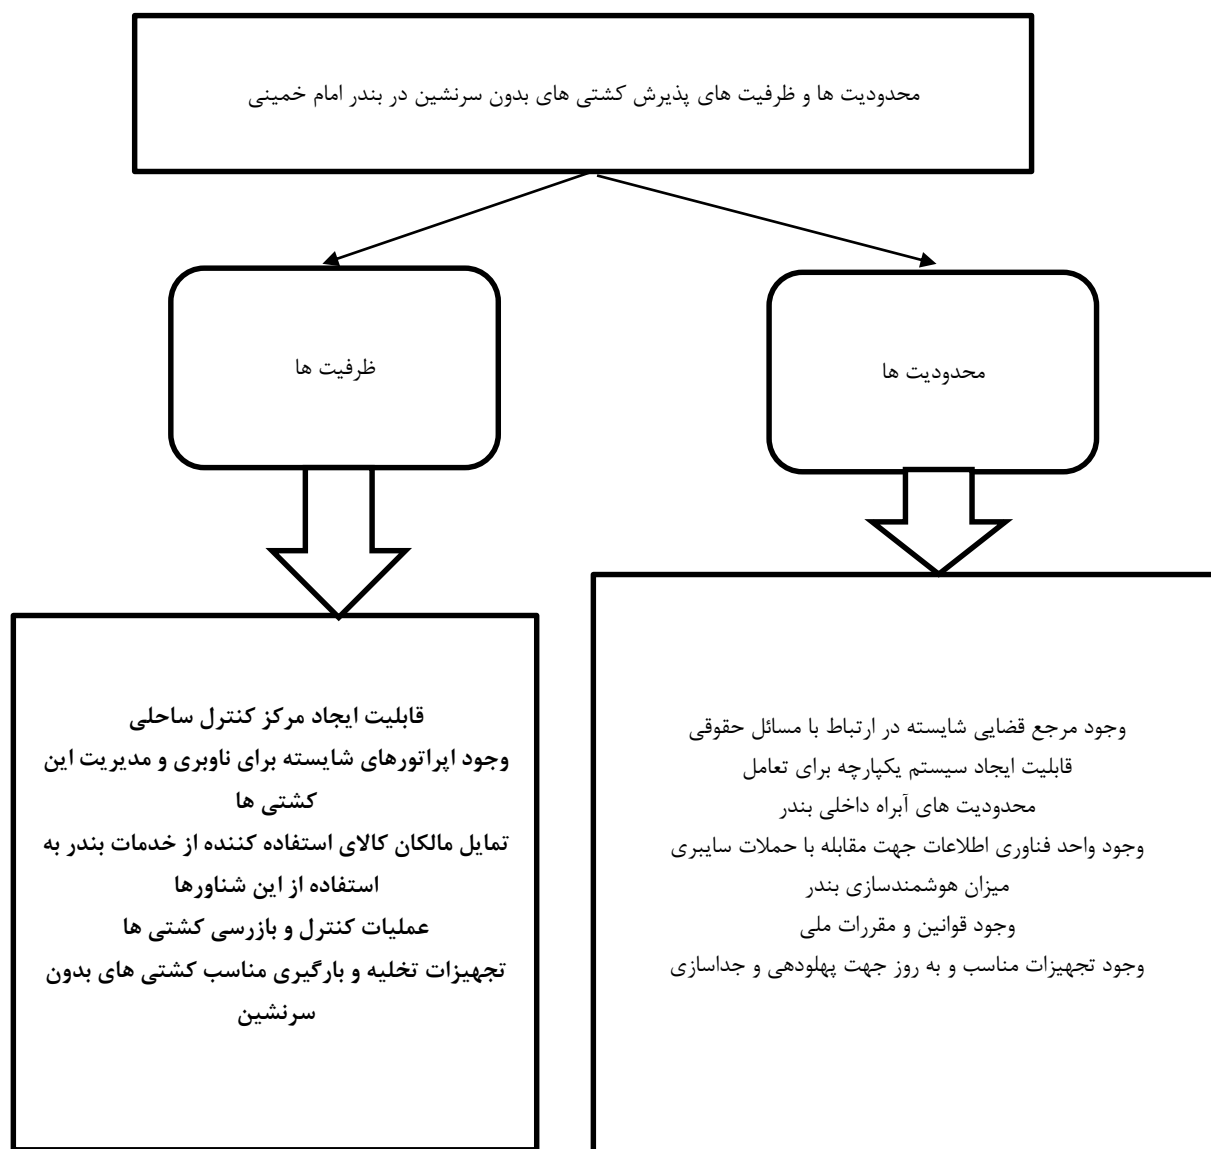 محدودیت ها و ظرفیت های پذیرش کشتی های بدون سرنشین در بندر امام خمینی
محدودیت ها
ظرفیت ها
وجود مرجع قضایی شایسته در ارتباط با مسائل حقوقی
قابلیت ایجاد سیستم یکپارچه برای تعامل
محدودیت های آبراه داخلی بندر
وجود واحد فناوری اطلاعات جهت مقابله با حملات سایبری
میزان هوشمندسازی بندر
وجود قوانین و مقررات ملی
وجود تجهیزات مناسب و به روز جهت پهلودهی و جداسازی
قابلیت ایجاد مرکز کنترل ساحلی
وجود اپراتورهای شایسته برای ناوبری و مدیریت این
کشتی ها
تمایل مالکان کالای استفاده کننده از خدمات بندر به
استفاده از این شناورها
عملیات کنترل و بازرسی کشتی ها
تجهیزات تخلیه و بارگیری مناسب کشتی های بدون
سرنشین